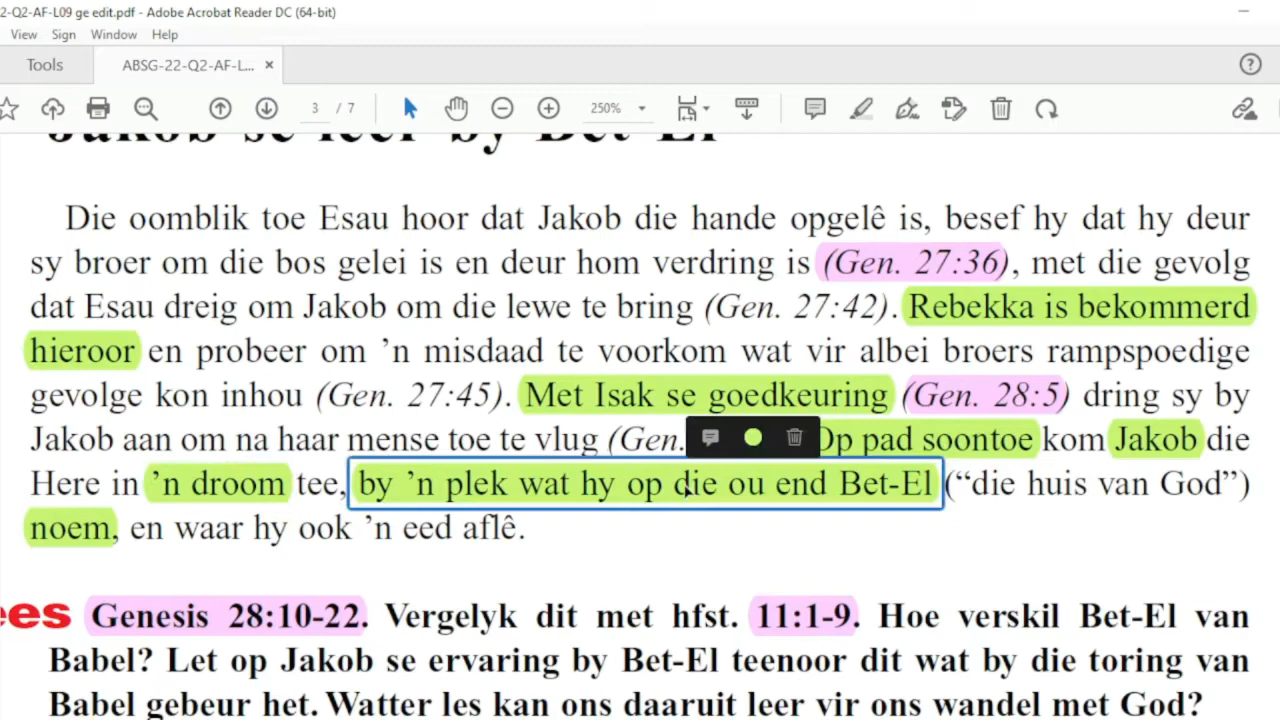 2-Q2-AF-L09 ge edit.pdf - Adobe Acrobat Reader DC (64-bit)
View Sign Window Help
Tools ABSG-22-Q2-AF-L... ×
3 / 7 250%
Jakob se leer by Bet-El
Die oomblik toe Esau hoor dat Jakob die hande opgelê is, besef hy dat hy deur
sy broer om die bos gelei is en deur hom verdring is (Gen. 27:36), met die gevolg
dat Esau dreig om Jakob om die lewe te bring (Gen. 27:42). Rebekka is bekommerd
hieroor en probeer om ’n misdaad te voorkom wat vir albei broers rampspoedige
gevolge kon inhou (Gen. 27:45). Met Isak se goedkeuring (Gen. 28:5) dring sy by
Jakob aan om na haar mense toe te vlug (Gen. Op pad soontoe kom Jakob die
Here in ’n droom tee, by ’n plek wat hy op die ou end Bet-El (“die huis van God”)
noem, en waar hy ook ’n eed aflê.
ees Genesis 28:10-22. Vergelyk dit met hfst. 11:1-9. Hoe verskil Bet-El van
Babel? Let op Jakob se ervaring by Bet-El teenoor dit wat by die toring van
Babel gebeur het. Watter les kan ons daaruit leer vir ons wandel met God?